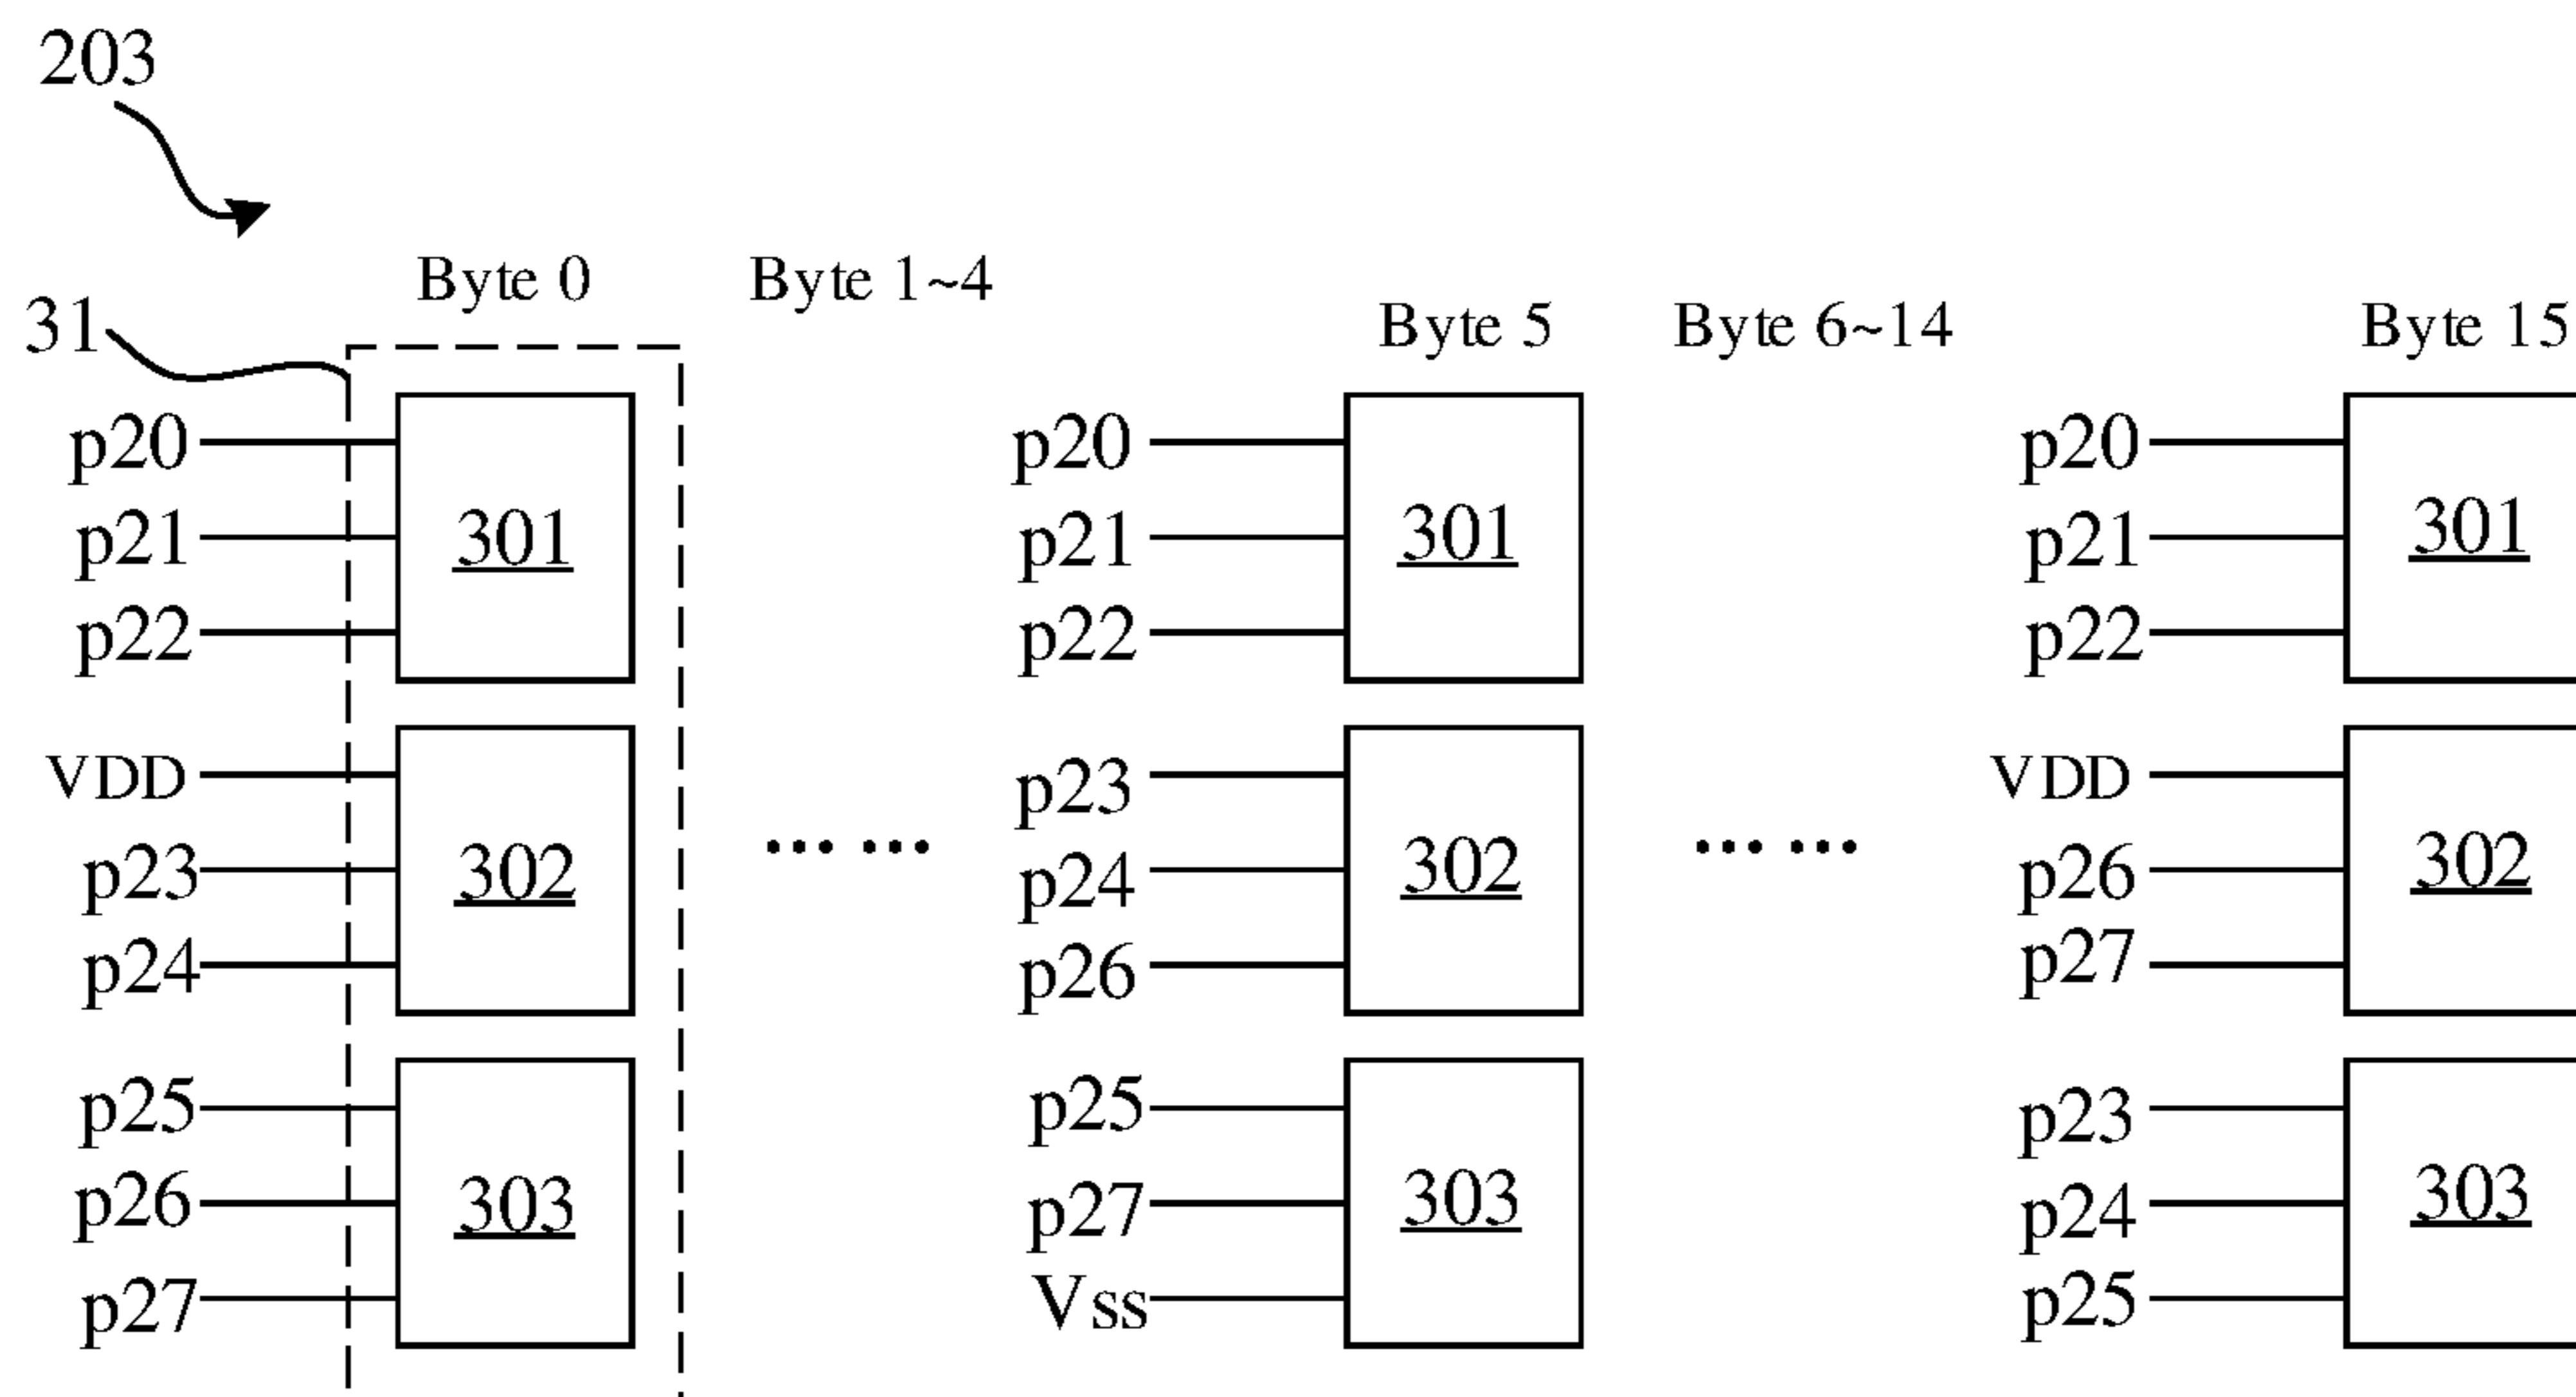 203
Byte 0 Byte 1~4
31 Byte 5 Byte 6~14 Byte 15
p20 p20 p20
p21 301 p21 301 p21 301
p22 p22 p22
VDD p23 VDD
p23 302 p24 302 p26 302
p24 p26 p27
p25 p25 p23
p26 303 p27 303 p24 303
p27 Vss p25